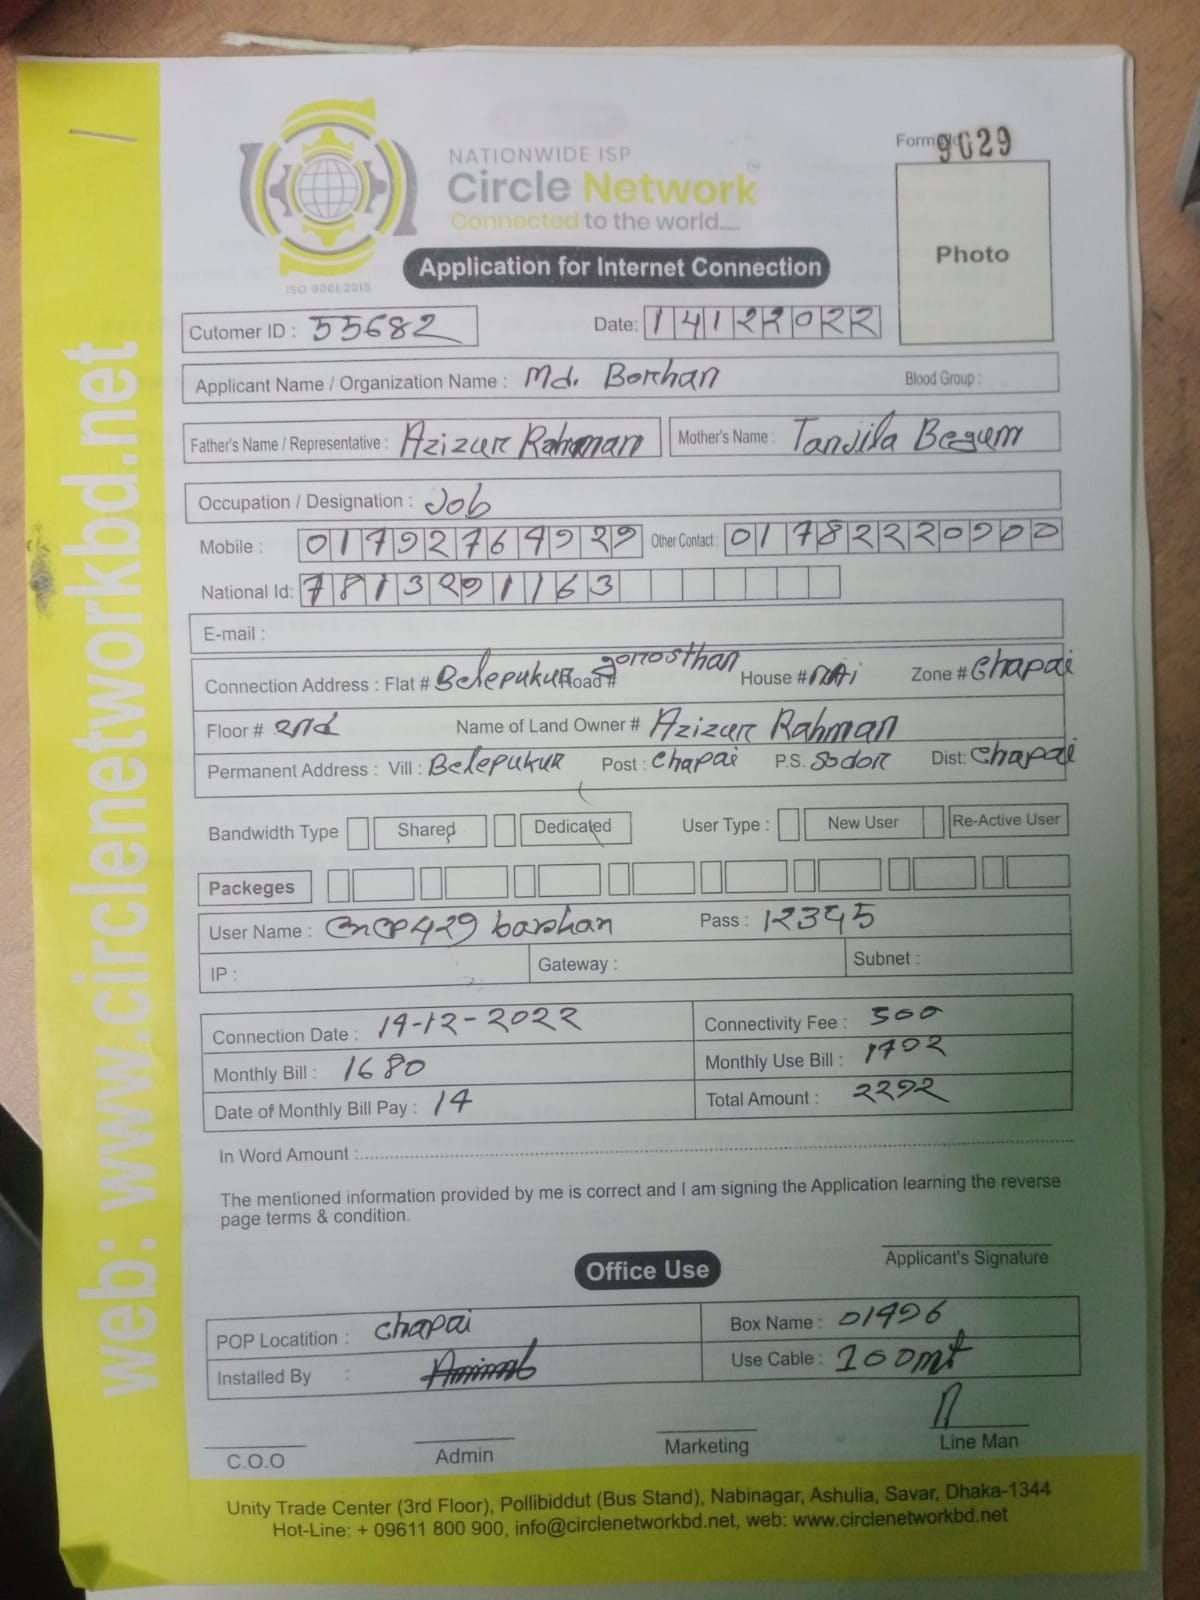 Form 9029
NATIONWIDE ISP
Circle Network
Connected to the world.....
ISO 9001:2015
Application for Internet Connection
Photo
Cutomer ID : 55682 Date: 14122022
Applicant Name / Organization Name : Md. Borhan Blood Group :
Father's Name / Representative : Azizur Rahman Mother's Name : Tanjila Begum
Occupation / Designation : Job
Mobile : 01792764929 Other Contact : 01782220900
National Id: 7813291163
E-mail :
Connection Address : Flat # Belepukur Road # gorosthan House # Zone # Chapai
Floor # 2nd Name of Land Owner # Azizur Rahman
Permanent Address : Vill : Belepukur Post : Chapai P.S. Sodor Dist: Chapai
Bandwidth Type Shared Dedicated User Type : New User Re-Active User
Packeges
User Name : borhan Pass : 12345
IP : Gateway : Subnet :
Connection Date : 14-12-2022 Connectivity Fee : 500
Monthly Bill : 1680 Monthly Use Bill : 1792
Date of Monthly Bill Pay : 14 Total Amount : 2292
In Word Amount :
The mentioned information provided by me is correct and I am signing the Application learning the reverse
page terms & condition.
Applicant's Signature
Office Use
POP Locatition : Chapai Box Name : 01496
Installed By : Use Cable : 100mt
C.O.O Admin Marketing Line Man
Unity Trade Center (3rd Floor), Pollibiddut (Bus Stand), Nabinagar, Ashulia, Savar, Dhaka-1344
Hot-Line: + 09611 800 900, info@circlenetworkbd.net, web: www.circlenetworkbd.net
web: www.circlenetworkbd.net